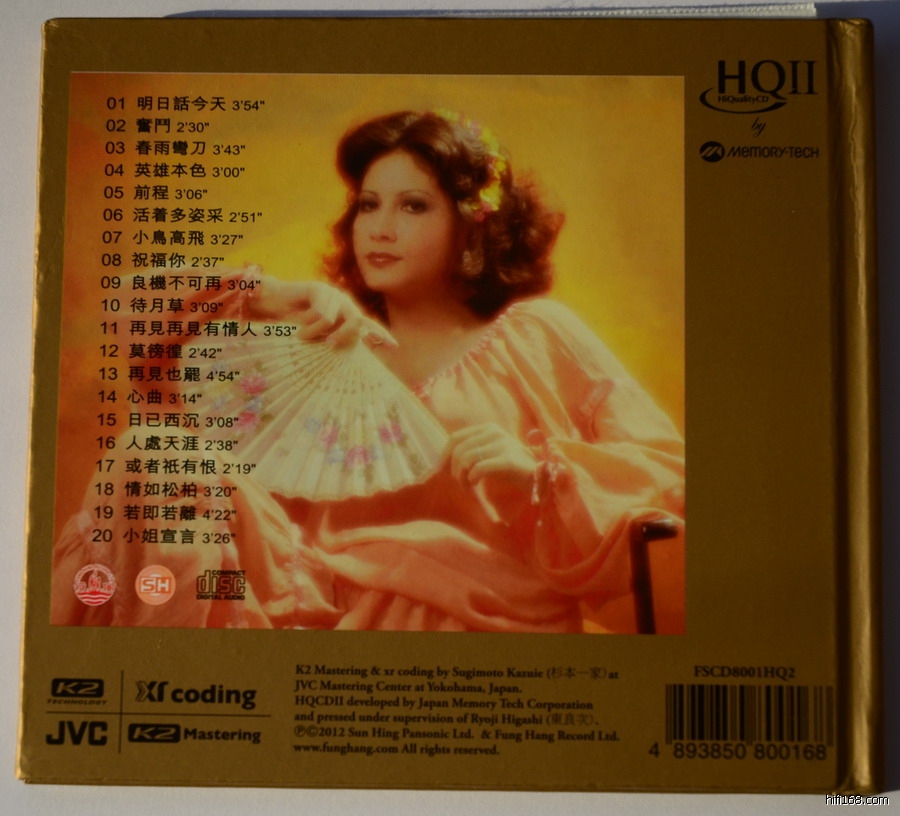 HQII
HiQualityCD
by
MEMORY-TECH
01 明日話今天 3'54"
02 奮鬥 2'30"
03 春雨彎刀 3'43"
04 英雄本色 3'00"
05 前程 3'06"
06 活着多姿采 2'51"
07 小鳥高飛 3'27"
08 祝福你 2'37"
09 良機不可再 3'04"
10 待月草 3'09"
11 再見再見有情人 3'53"
12 莫徬徨 2'42"
13 再見也罷 4'54"
14 心曲 3'14"
15 日已西沉 3'08"
16 人處天涯 2'38"
17 或者祇有恨 2'19"
18 情如松柏 3'20"
19 若即若離 4'22"
20 小姐宣言 3'26"
SH
COMPACT
disc
DIGITAL AUDIO
K2
TECHNOLOGY
xr coding
JVC
K2 Mastering
K2 Mastering & xr coding by Sugimoto Kazuie (杉本一家) at
JVC Mastering Center at Yokohama, Japan.
HQCDII developed by Japan Memory Tech Corporation
and pressed under supervision of Ryoji Higashi (東良次)、
ⓅⒸ2012 Sun Hing Pansonic Ltd. & Fung Hang Record Ltd.
www.funghang.com All rights reserved.
FSCD8001HQ2
4 893850 800168
hifi168.com